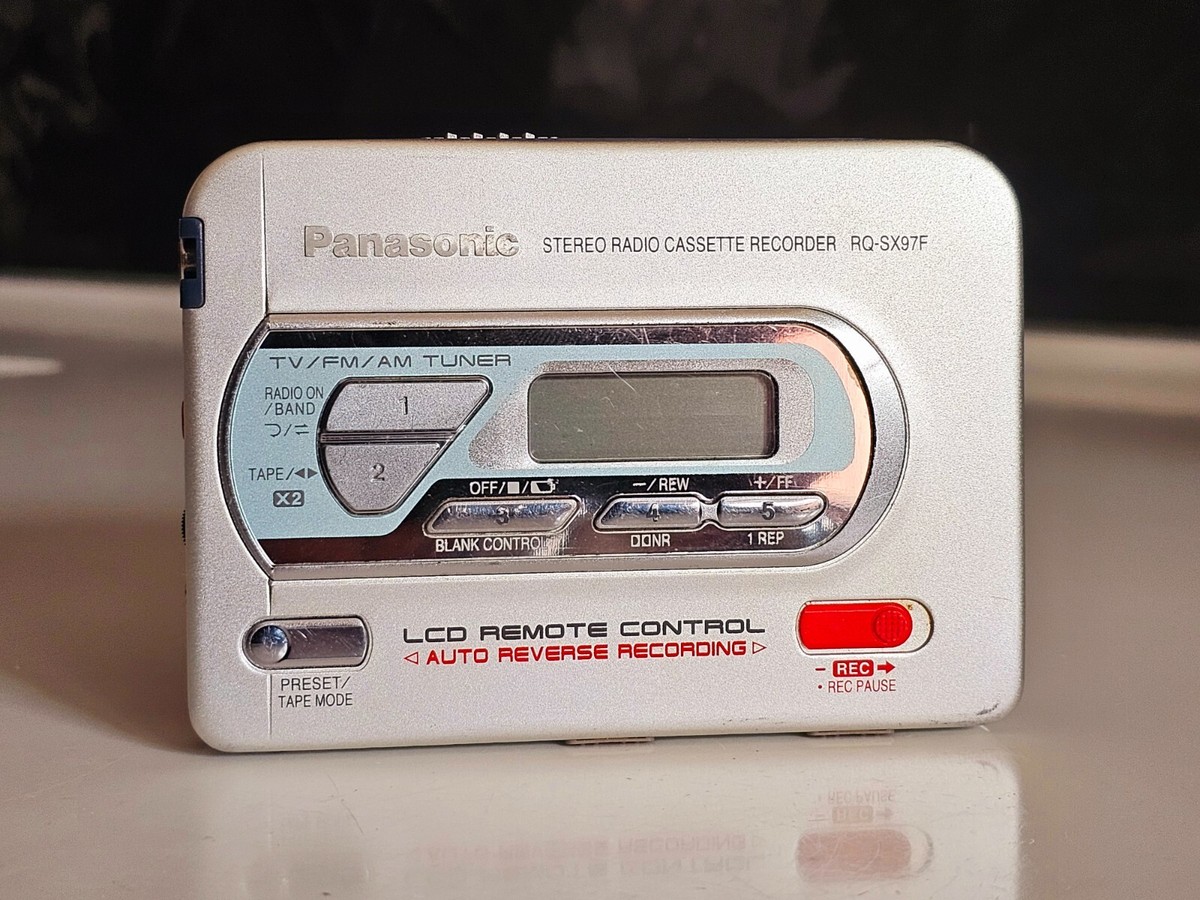 Panasonic STEREO RADIO CASSETTE RECORDER RQ-SX97F
TV/FM/AM TUNER
RADIO ON
/BAND
⊃/⇄
1
TAPE/◀▶
X2
2
OFF/■/
3
BLANK CONTROL
−/REW
4
▯▯NR
+/FF
5
1 REP
PRESET/
TAPE MODE
LCD REMOTE CONTROL
◁ AUTO REVERSE RECORDING ▷
− REC ➔
• REC PAUSE